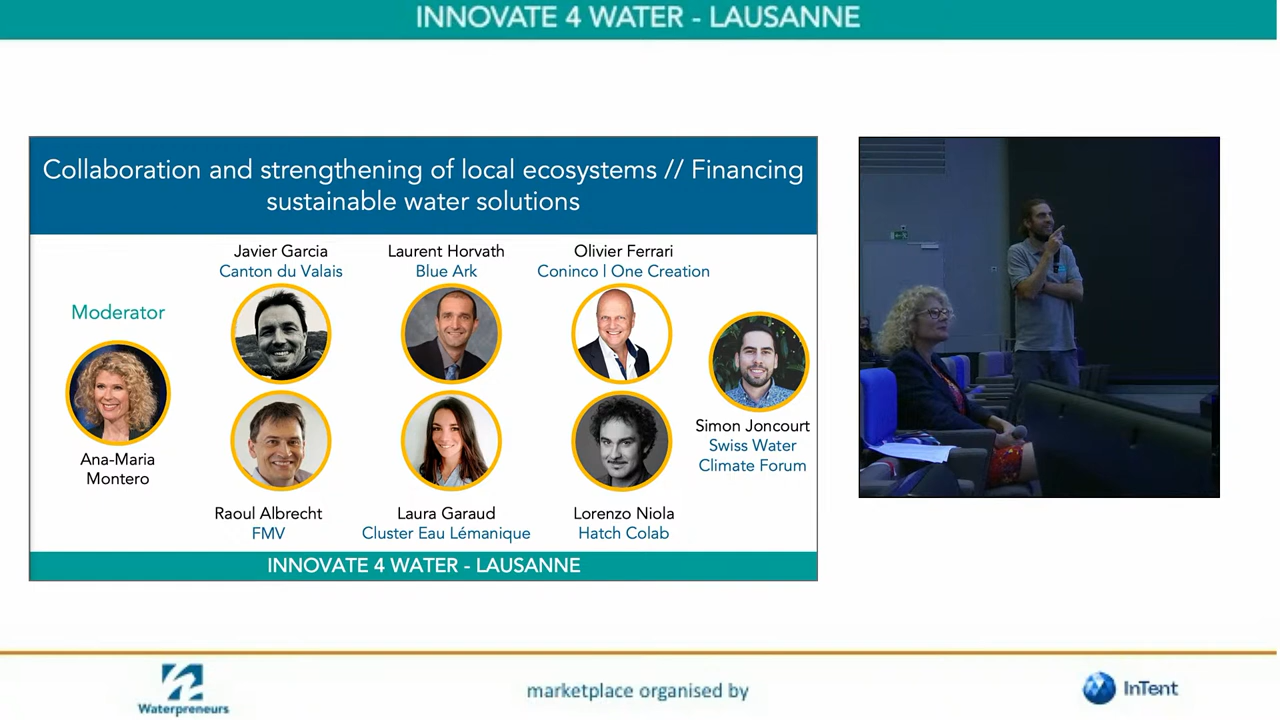 INNOVATE 4 WATER - LAUSANNE
Collaboration and strengthening of local ecosystems // Financing
sustainable water solutions
Moderator
Ana-Maria
Montero
Javier Garcia
Canton du Valais
Laurent Horvath
Blue Ark
Olivier Ferrari
Coninco | One Creation
Raoul Albrecht
FMV
Laura Garaud
Cluster Eau Lémanique
Lorenzo Niola
Hatch Colab
Simon Joncourt
Swiss Water
Climate Forum
INNOVATE 4 WATER - LAUSANNE
Waterpreneurs
marketplace organised by
InTent